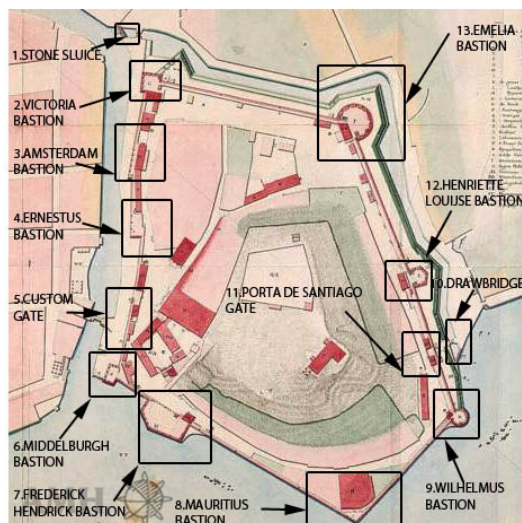 1.STONE SLUICE
2.VICTORIA
BASTION
3.AMSTERDAM
BASTION
4.ERNESTUS
BASTION
5.CUSTOM
GATE
6.MIDDELBURGH
BASTION
7.FREDERICK
HENDRICK BASTION
8.MAURITIUS
BASTION
9.WILHELMUS
BASTION
10.DRAWBRIDGE
11.PORTA DE SANTIAGO
GATE
12.HENRIETTE
LOUIJSE BASTION
13.EMELIA
BASTION